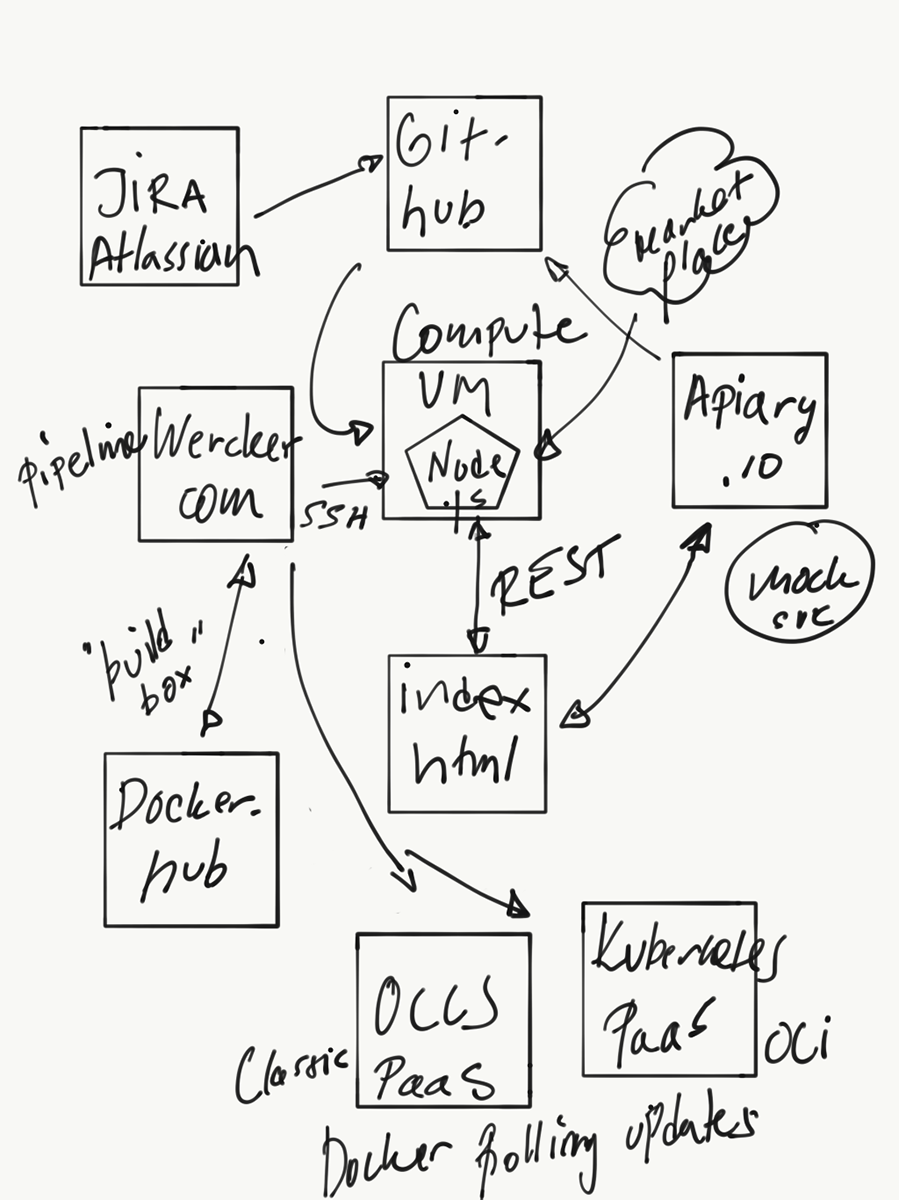 Git-
hub
JiRA
Atlassian
Market
place
Compute
VM
Node
.js
Apiary
.io
pipeline
Wercker
com
SSH
REST
mock
svc
"build"
box
index
html
Docker-
hub
OCCS
PaaS
Classic
Kubernetes
PaaS
OCi
Docker Rolling updates